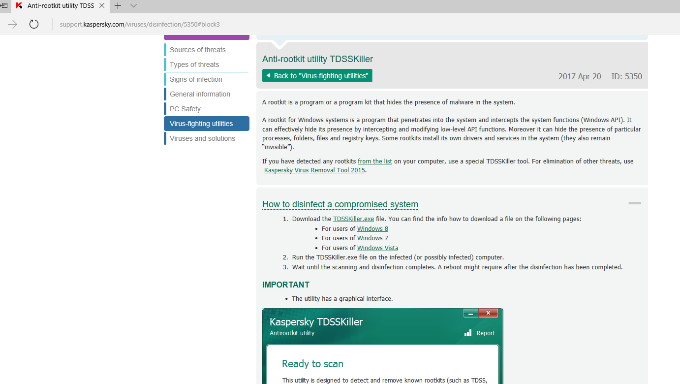 Anti-rootkit utility TDSS
support.kaspersky.com/viruses/disinfection/5350#block3
Sources of threats
Types of threats
Signs of infection
General information
PC Safety
Virus-fighting utilities
Viruses and solutions
Anti-rootkit utility TDSSKiller
Back to "Virus-fighting utilities"
2017 Apr 20 ID: 5350
A rootkit is a program or a program kit that hides the presence of malware in the system.
A rootkit for Windows systems is a program that penetrates into the system and intercepts the system functions (Windows API). It
can effectively hide its presence by intercepting and modifying low-level API functions. Moreover it can hide the presence of particular
processes, folders, files and registry keys. Some rootkits install its own drivers and services in the system (they also remain
"invisible").
If you have detected any rootkits from the list on your computer, use a special TDSSKiller tool. For elimination of other threats, use
Kaspersky Virus Removal Tool 2015.
How to disinfect a compromised system
1. Download the TDSSKiller.exe file. You can find the info how to download a file on the following pages:
• For users of Windows 8
• For users of Windows 7
• For users of Windows Vista
2. Run the TDSSKiller.exe file on the infected (or possibly infected) computer.
3. Wait until the scanning and disinfection completes. A reboot might require after the disinfection has been completed.
IMPORTANT
• The utility has a graphical interface.
Kaspersky TDSSKiller
Antirootkit utility
Report
Ready to scan
This utility is designed to detect and remove known rootkits (such as TDSS,